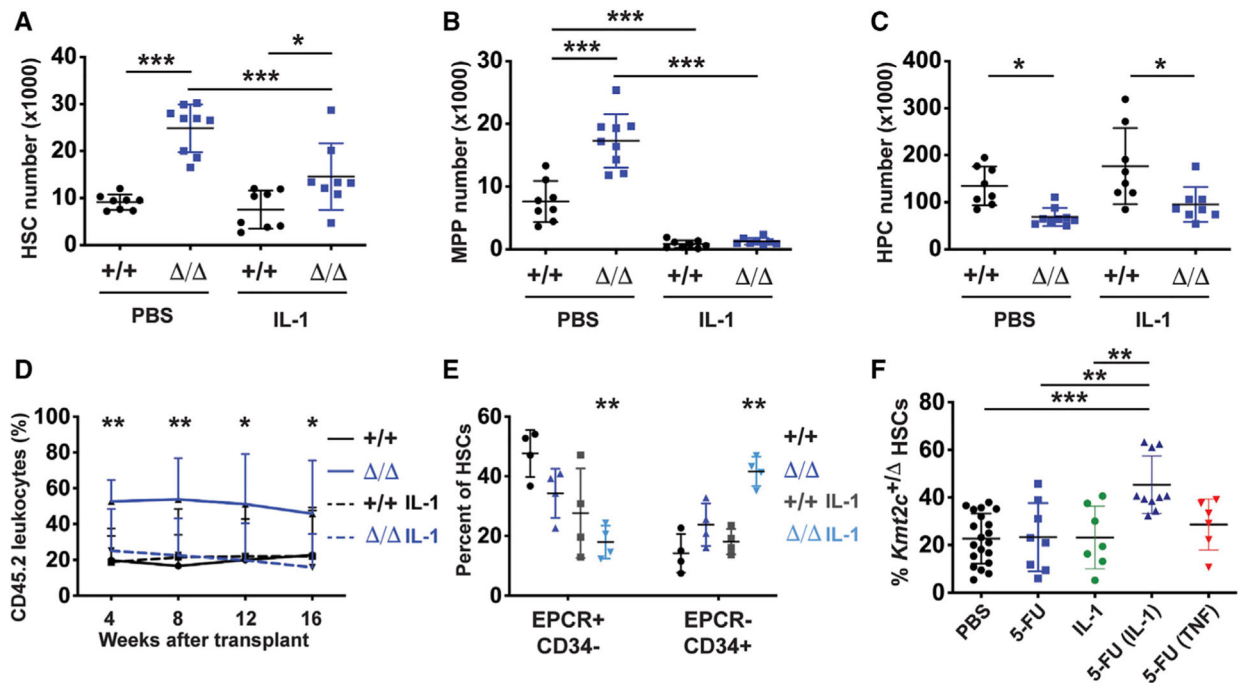 A
HSC number (x1000)
40
30
20
10
0
***
***
*
+/+
Δ/Δ
+/+
Δ/Δ
PBS
IL-1
B
MPP number (x1000)
30
20
10
0
***
***
***
+/+
Δ/Δ
+/+
Δ/Δ
PBS
IL-1
C
HPC number (x1000)
400
300
200
100
0
*
*
+/+
Δ/Δ
+/+
Δ/Δ
PBS
IL-1
D
CD45.2 leukocytes (%)
100
80
60
40
20
0
**
**
*
*
4
8
12
16
Weeks after transplant
+/+
Δ/Δ
+/+ IL-1
Δ/Δ IL-1
E
Percent of HSCs
60
40
20
0
**
**
EPCR+
CD34-
EPCR-
CD34+
+/+
Δ/Δ
+/+ IL-1
Δ/Δ IL-1
F
% Kmt2c+/Δ HSCs
80
60
40
20
0
**
**
***
PBS
5-FU
IL-1
5-FU (IL-1)
5-FU (TNF)